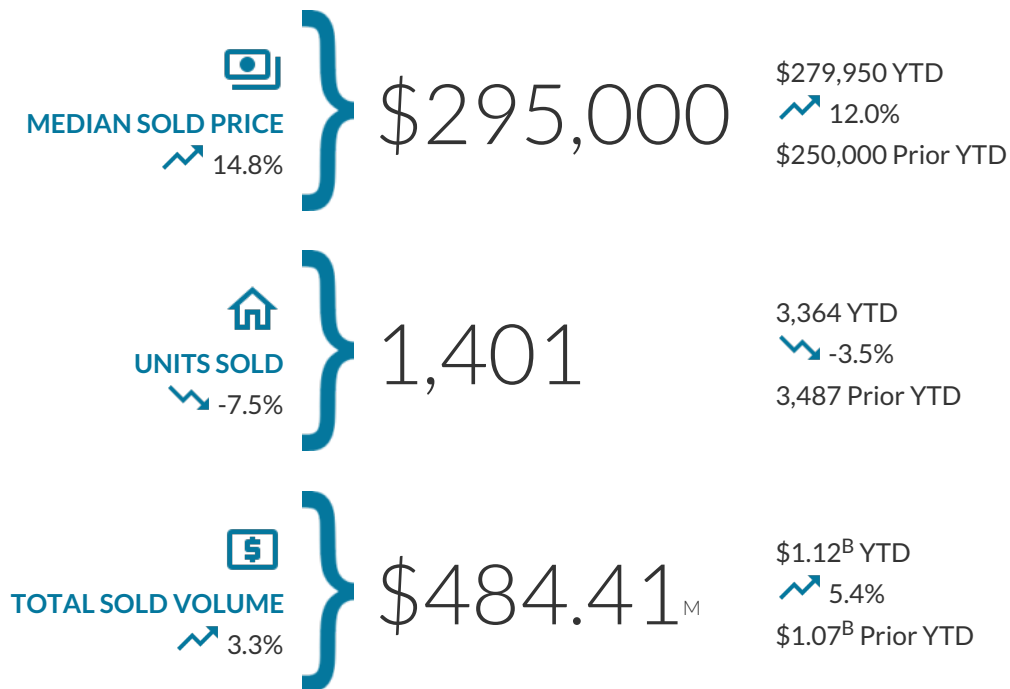 MEDIAN SOLD PRICE
14.8%
$295,000
$279,950 YTD
12.0%
$250,000 Prior YTD
UNITS SOLD
-7.5%
1,401
3,364 YTD
-3.5%
3,487 Prior YTD
$
TOTAL SOLD VOLUME
3.3%
$484.41M
$1.12B YTD
5.4%
$1.07B Prior YTD